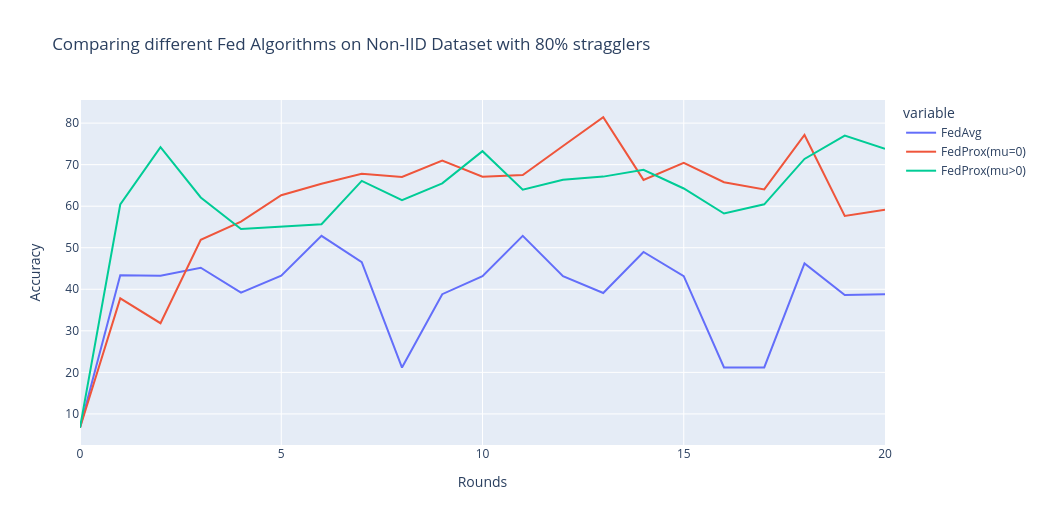 Comparing different Fed Algorithms on Non-IID Dataset with 80% stragglers
variable
FedAvg
FedProx(mu=0)
FedProx(mu>0)
Accuracy
80
70
60
50
40
30
20
10
0 5 10 15 20
Rounds